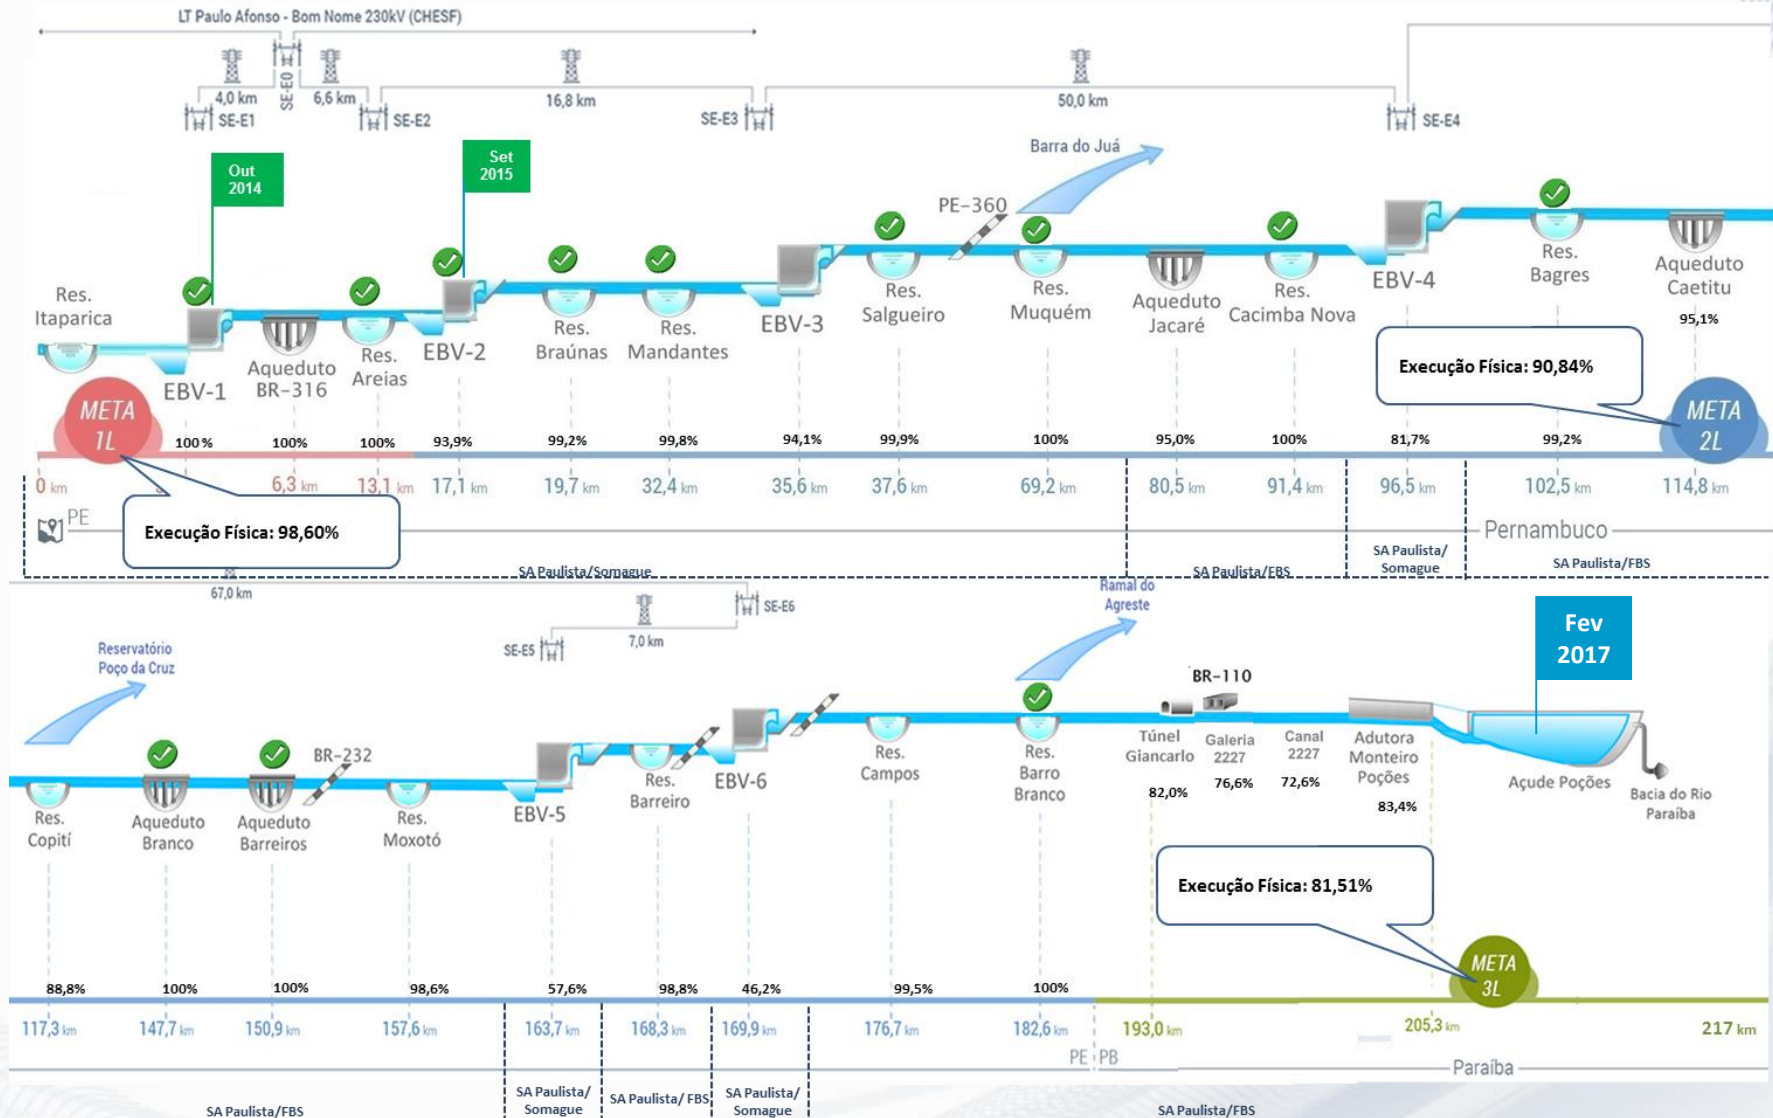 LT Paulo Afonso - Bom Nome 230kV (CHESF)
SE-E0
4,0 km
6,6 km
16,8 km
50,0 km
SE-E1
SE-E2
SE-E3
SE-E4
Out
2014
Set
2015
Barra do Juá
PE-360
Res.
Itaparica
EBV-1
Aqueduto
BR-316
Res.
Areias
EBV-2
Res.
Braúnas
Res.
Mandantes
EBV-3
Res.
Salgueiro
Res.
Muquém
Aqueduto
Jacaré
Res.
Cacimba Nova
EBV-4
Res.
Bagres
Aqueduto
Caetitu
95,1%
Execução Física: 90,84%
META
1L
META
2L
100 %
100%
100%
93,9%
99,2%
99,8%
94,1%
99,9%
100%
95,0%
100%
81,7%
99,2%
0 km
6,3 km
13,1 km
17,1 km
19,7 km
32,4 km
35,6 km
37,6 km
69,2 km
80,5 km
91,4 km
96,5 km
102,5 km
114,8 km
PE
Execução Física: 98,60%
Pernambuco
SA Paulista/Somague
SA Paulista/FBS
SA Paulista/
Somague
SA Paulista/FBS
67,0 km
SE-E6
7,0 km
SE-E5
Ramal do
Agreste
Fev
2017
Reservatório
Poço da Cruz
BR-232
BR-110
Res.
Copití
Aqueduto
Branco
Aqueduto
Barreiros
Res.
Moxotó
EBV-5
Res.
Barreiro
EBV-6
Res.
Campos
Res.
Barro
Branco
Túnel
Giancarlo
82,0%
Galeria
2227
76,6%
Canal
2227
72,6%
Adutora
Monteiro
Poções
83,4%
Açude Poções
Bacia do Rio
Paraíba
Execução Física: 81,51%
META
3L
88,8%
100%
100%
98,6%
57,6%
98,8%
46,2%
99,5%
100%
117,3 km
147,7 km
150,9 km
157,6 km
163,7 km
168,3 km
169,9 km
176,7 km
182,6 km
193,0 km
205,3 km
217 km
PE
PB
Paraíba
SA Paulista/FBS
SA Paulista/
Somague
SA Paulista/ FBS
SA Paulista/
Somague
SA Paulista/FBS